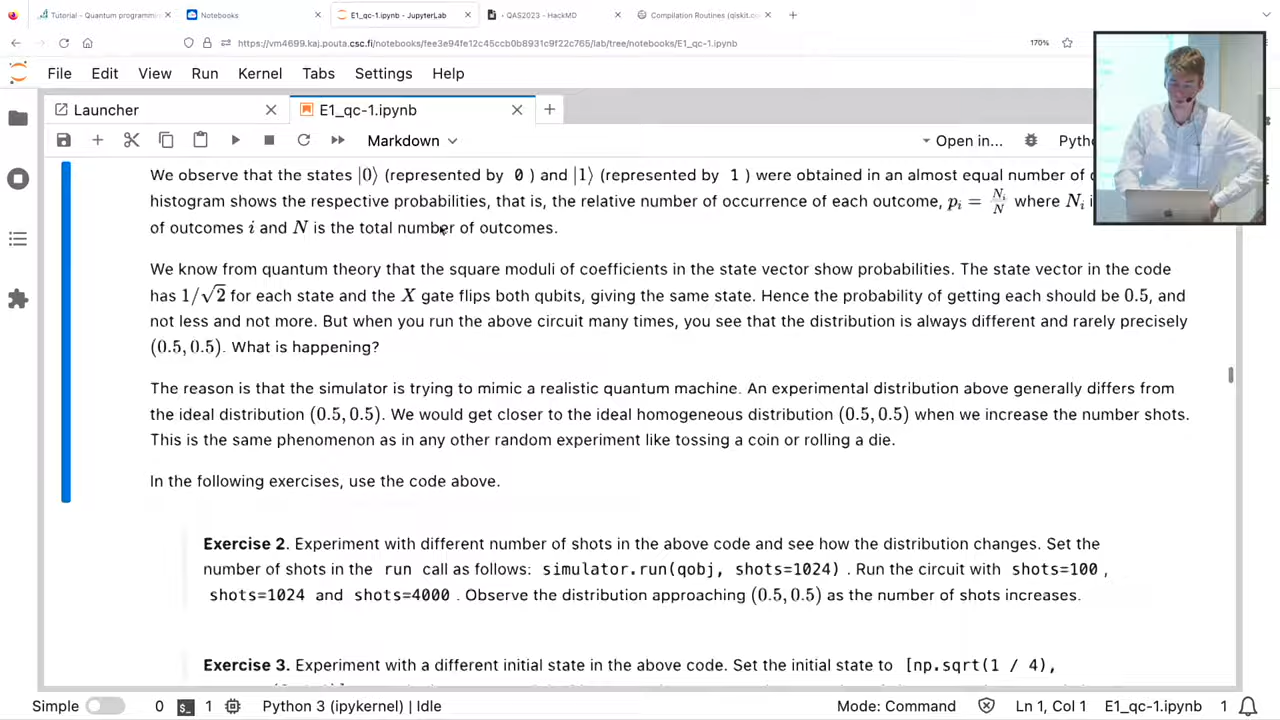 Tutorial - Quantum programmi
Notebooks
E1_qc-1.ipynb - JupyterLab
- QAS2023 - HackMD
Compilation Routines (qiskit.o
https://vm4699.kaj.pouta.csc.fi/notebooks/fee3e94fe12c45ccb0b8931c9f22c765/lab/tree/notebooks/E1_qc-1.ipynb
170%
File Edit View Run Kernel Tabs Settings Help
Launcher
E1_qc-1.ipynb
Markdown
Open in...
We observe that the states |0⟩ (represented by 0 ) and |1⟩ (represented by 1 ) were obtained in an almost equal number of
histogram shows the respective probabilities, that is, the relative number of occurrence of each outcome, pᵢ = Nᵢ/N where Nᵢ
of outcomes i and N is the total number of outcomes.
We know from quantum theory that the square moduli of coefficients in the state vector show probabilities. The state vector in the code
has 1/√2 for each state and the X gate flips both qubits, giving the same state. Hence the probability of getting each should be 0.5, and
not less and not more. But when you run the above circuit many times, you see that the distribution is always different and rarely precisely
(0.5, 0.5). What is happening?
The reason is that the simulator is trying to mimic a realistic quantum machine. An experimental distribution above generally differs from
the ideal distribution (0.5, 0.5). We would get closer to the ideal homogeneous distribution (0.5, 0.5) when we increase the number shots.
This is the same phenomenon as in any other random experiment like tossing a coin or rolling a die.
In the following exercises, use the code above.
Exercise 2. Experiment with different number of shots in the above code and see how the distribution changes. Set the
number of shots in the run call as follows: simulator.run(qobj, shots=1024) . Run the circuit with shots=100 ,
shots=1024 and shots=4000 . Observe the distribution approaching (0.5, 0.5) as the number of shots increases.
Exercise 3. Experiment with a different initial state in the above code. Set the initial state to [np.sqrt(1 / 4),
Simple 0 1 Python 3 (ipykernel) | Idle Mode: Command Ln 1, Col 1 E1_qc-1.ipynb 1